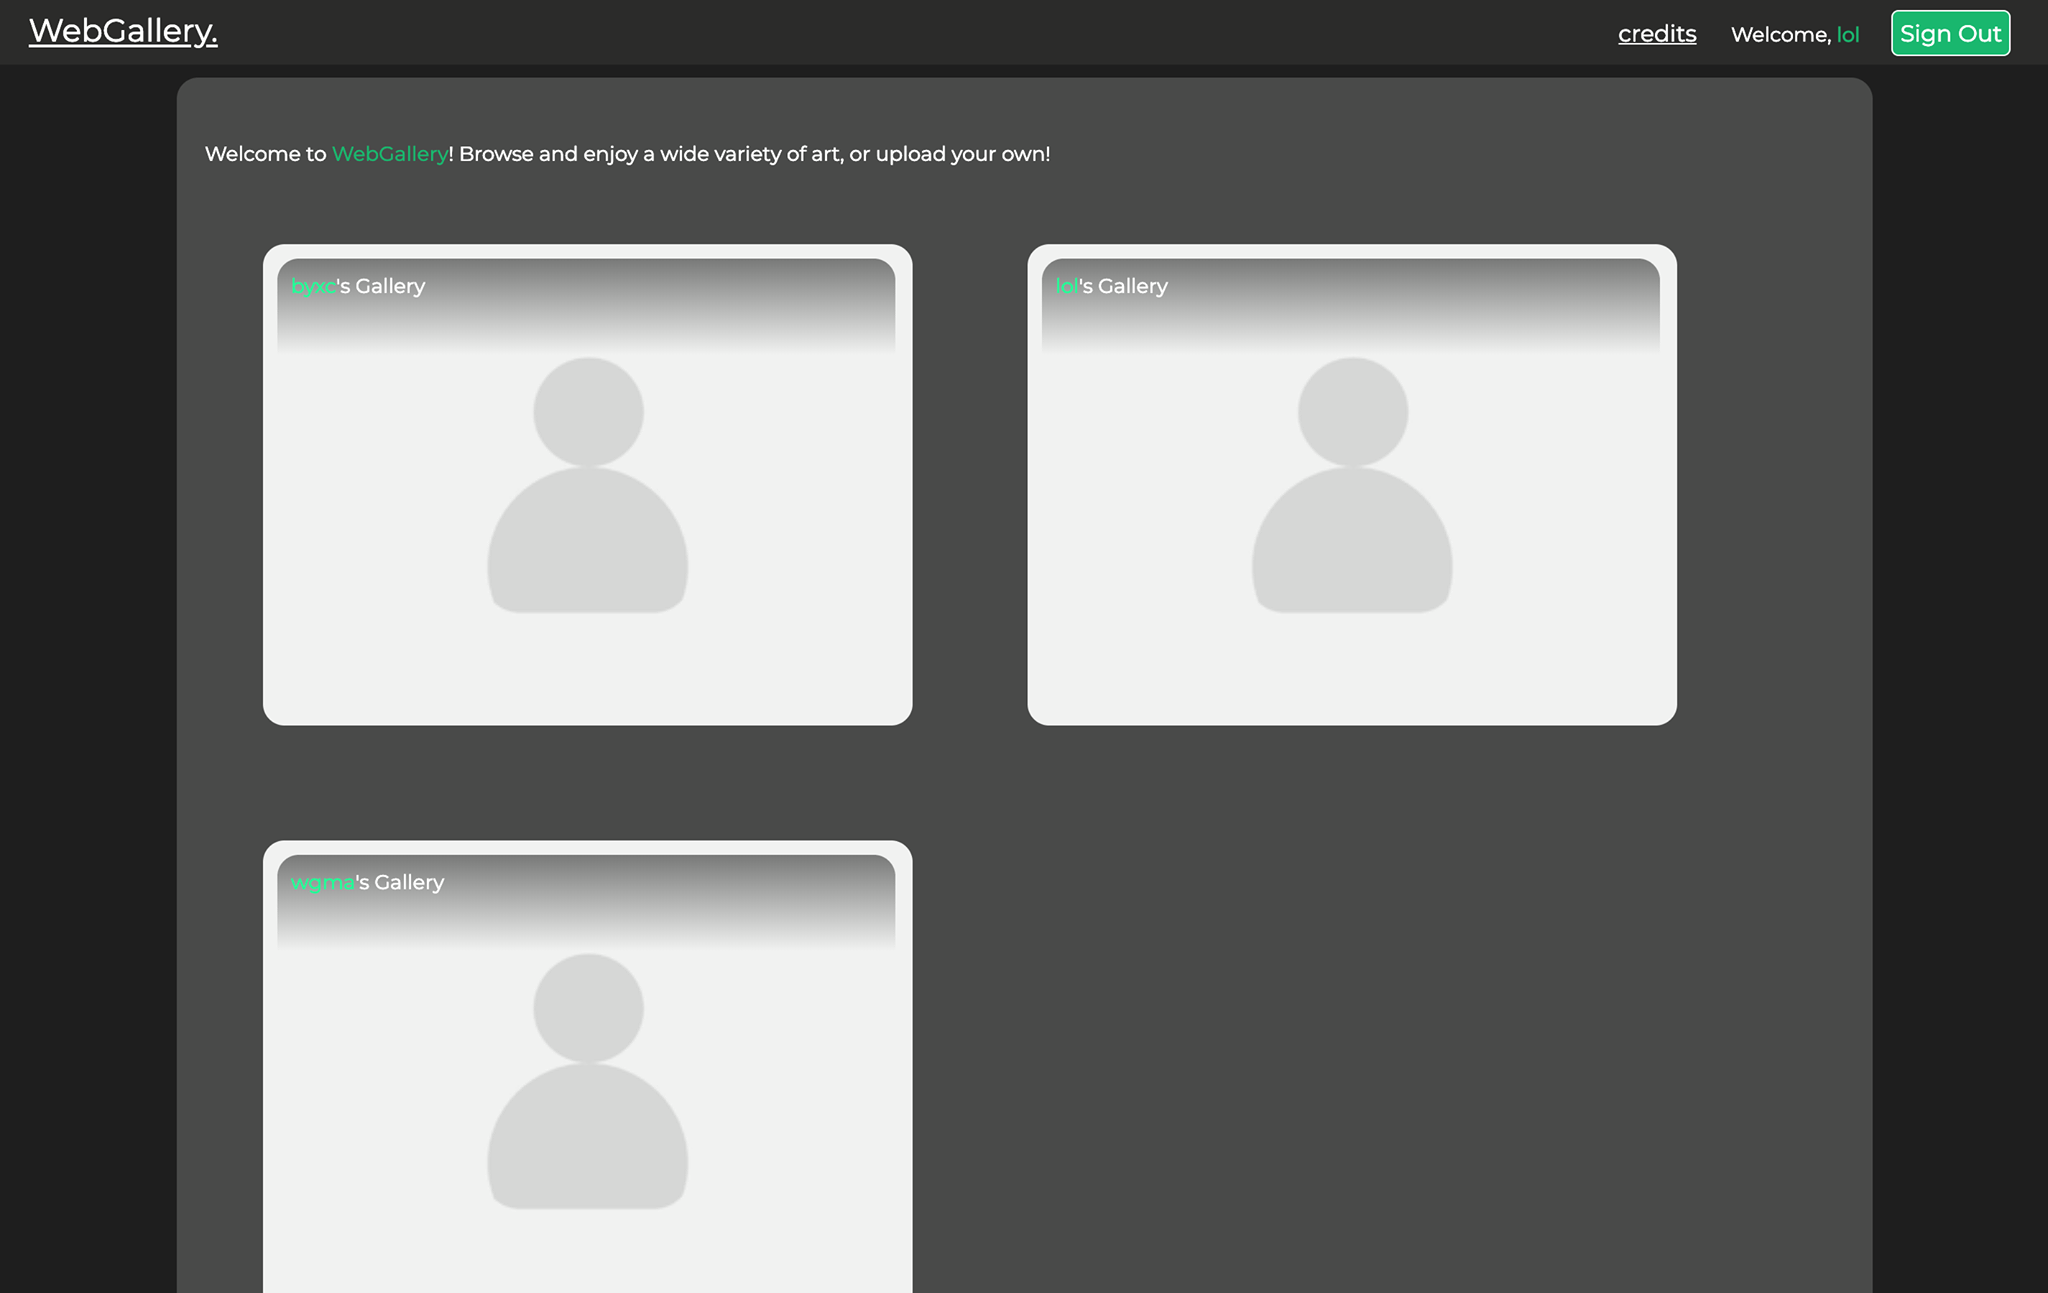 WebGallery.
credits
Welcome, lol
Sign Out
Welcome to WebGallery! Browse and enjoy a wide variety of art, or upload your own!
byxc's Gallery
lol's Gallery
wgma's Gallery